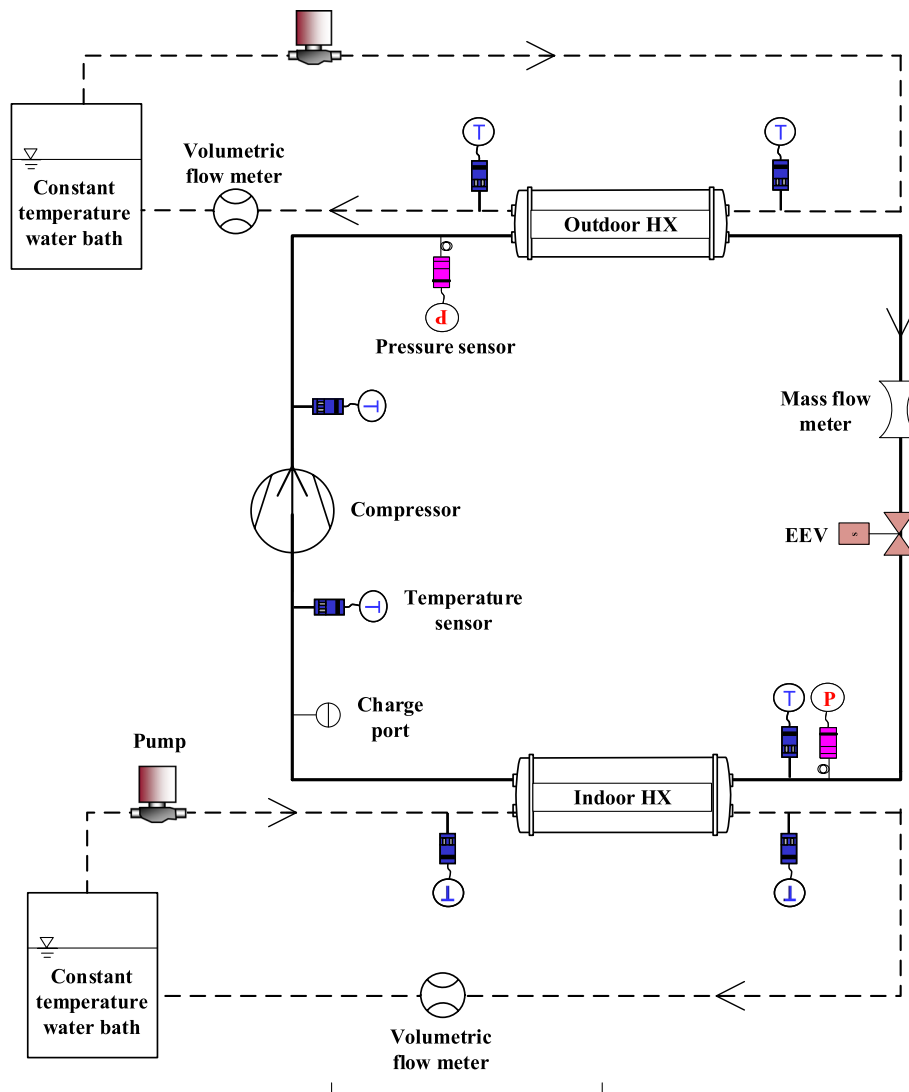 T
T
Volumetric
flow meter
Constant
temperature
water bath
Outdoor HX
P
Pressure sensor
T
Mass flow
meter
Compressor
EEV
s
T
Temperature
sensor
T
P
Charge
port
Pump
Indoor HX
T
T
Constant
temperature
water bath
Volumetric
flow meter